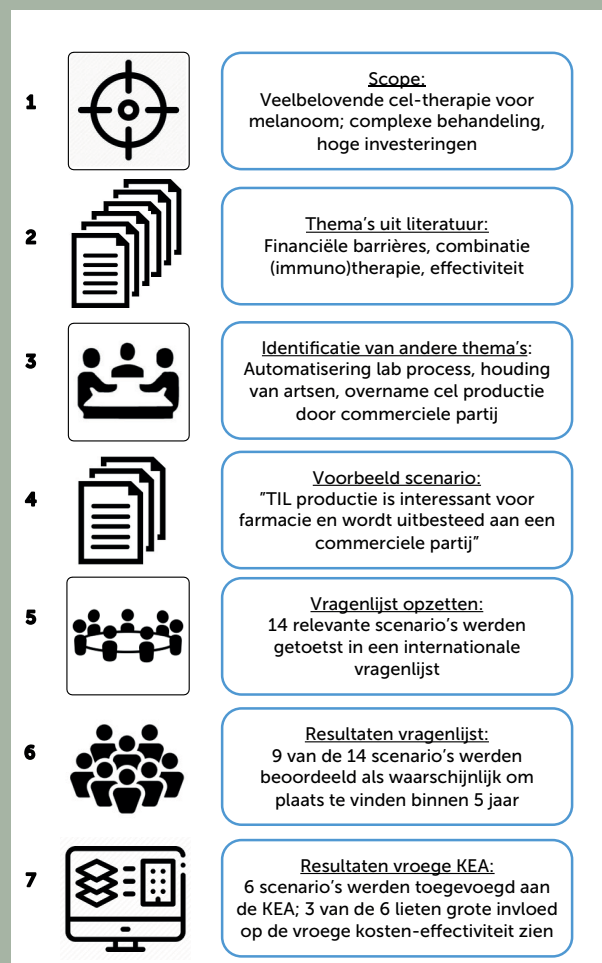 1
Scope:
Veelbelovende cel-therapie voor
melanoom; complexe behandeling,
hoge investeringen
2
Thema's uit literatuur:
Financiële barrières, combinatie
(immuno)therapie, effectiviteit
3
Identificatie van andere thema's:
Automatisering lab process, houding
van artsen, overname cel productie
door commerciele partij
4
Voorbeeld scenario:
"TIL productie is interessant voor
farmacie en wordt uitbesteed aan een
commerciele partij"
5
Vragenlijst opzetten:
14 relevante scenario's werden
getoetst in een internationale
vragenlijst
6
Resultaten vragenlijst:
9 van de 14 scenario's werden
beoordeeld als waarschijnlijk om
plaats te vinden binnen 5 jaar
7
Resultaten vroege KEA:
6 scenario's werden toegevoegd aan
de KEA; 3 van de 6 lieten grote invloed
op de vroege kosten-effectiviteit zien